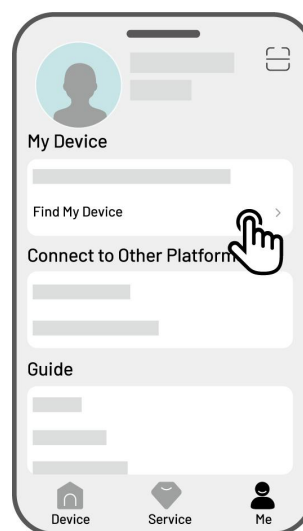 My Device
Find My Device
Connect to Other Platform
Guide
Device Service Me